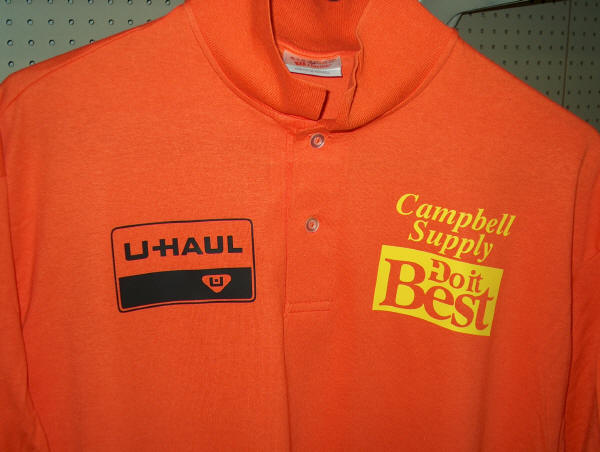 U-HAUL
U
Campbell
Supply
Do it
Best